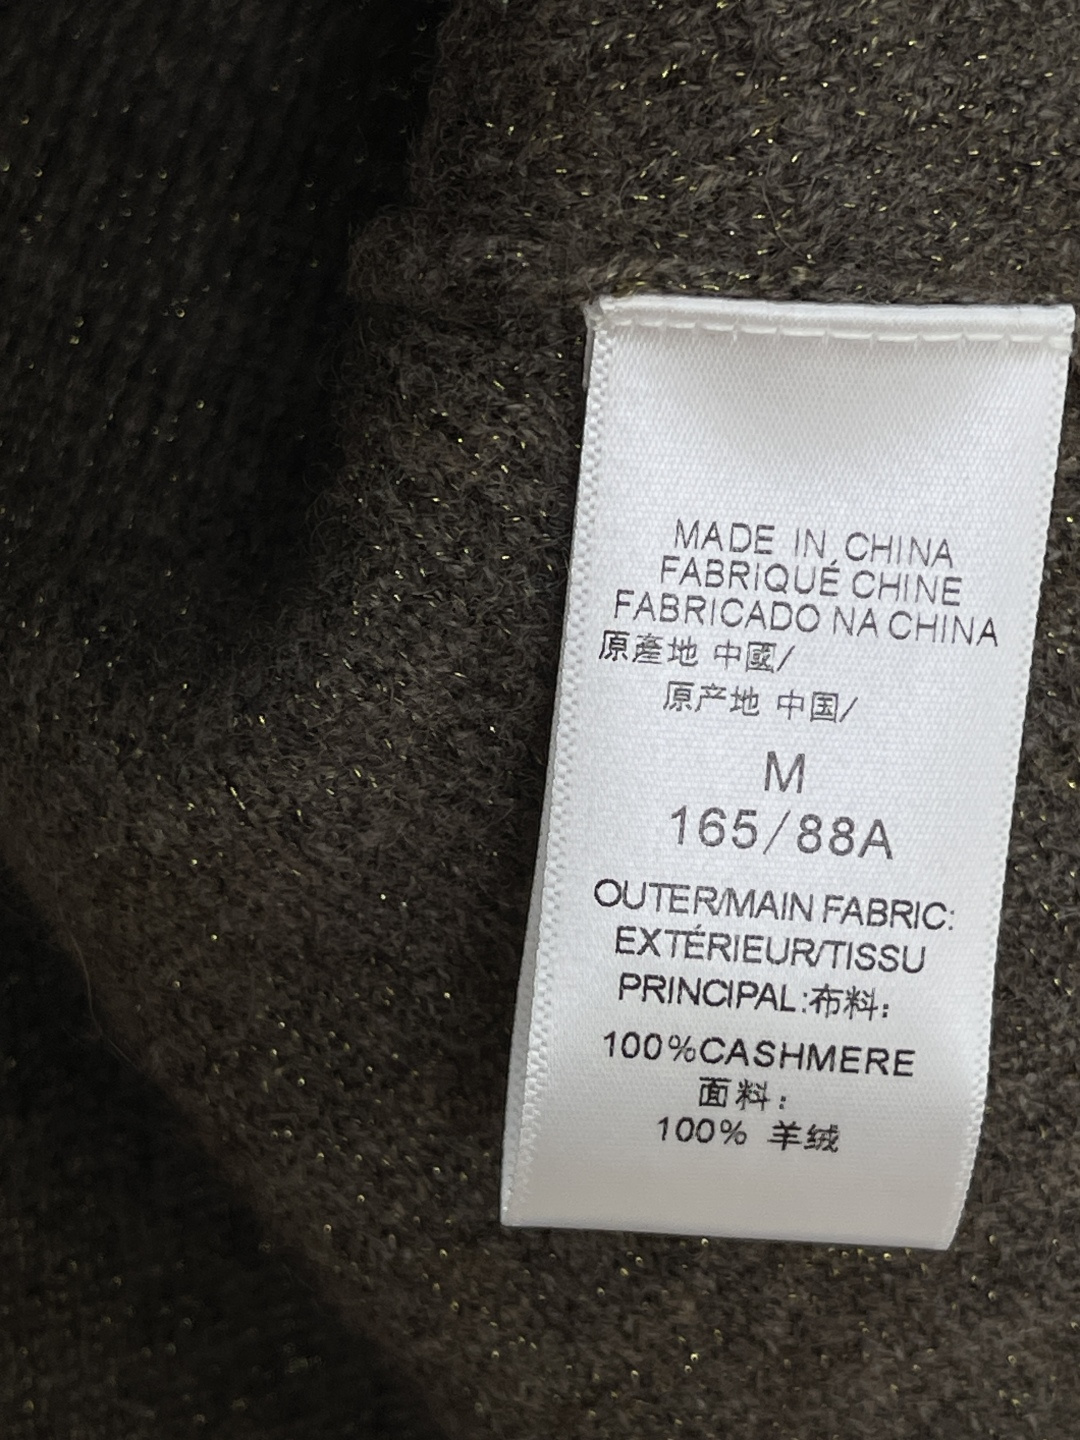 MADE IN CHINA
FABRIQUÉ CHINE
FABRICADO NA CHINA
原產地 中國/
原产地 中国/
M
165/88A
OUTER/MAIN FABRIC:
EXTÉRIEUR/TISSU
PRINCIPAL:布料:
100%CASHMERE
面料:
100% 羊绒